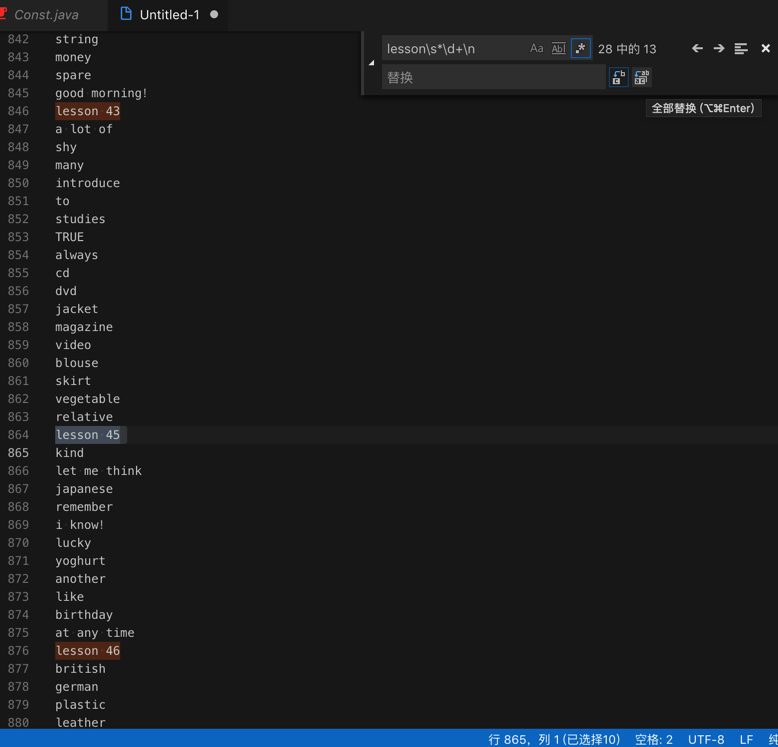 Const.java
Untitled-1
lesson\s*\d+\n
Aa
Abl
.*
28 中的 13
替换
全部替换 (⌥⌘Enter)
842 string
843 money
844 spare
845 good morning!
846 lesson 43
847 a lot of
848 shy
849 many
850 introduce
851 to
852 studies
853 TRUE
854 always
855 cd
856 dvd
857 jacket
858 magazine
859 video
860 blouse
861 skirt
862 vegetable
863 relative
864 lesson 45
865 kind
866 let me think
867 japanese
868 remember
869 i know!
870 lucky
871 yoghurt
872 another
873 like
874 birthday
875 at any time
876 lesson 46
877 british
878 german
879 plastic
880 leather
行 865，列 1 (已选择10) 空格: 2 UTF-8 LF 纯